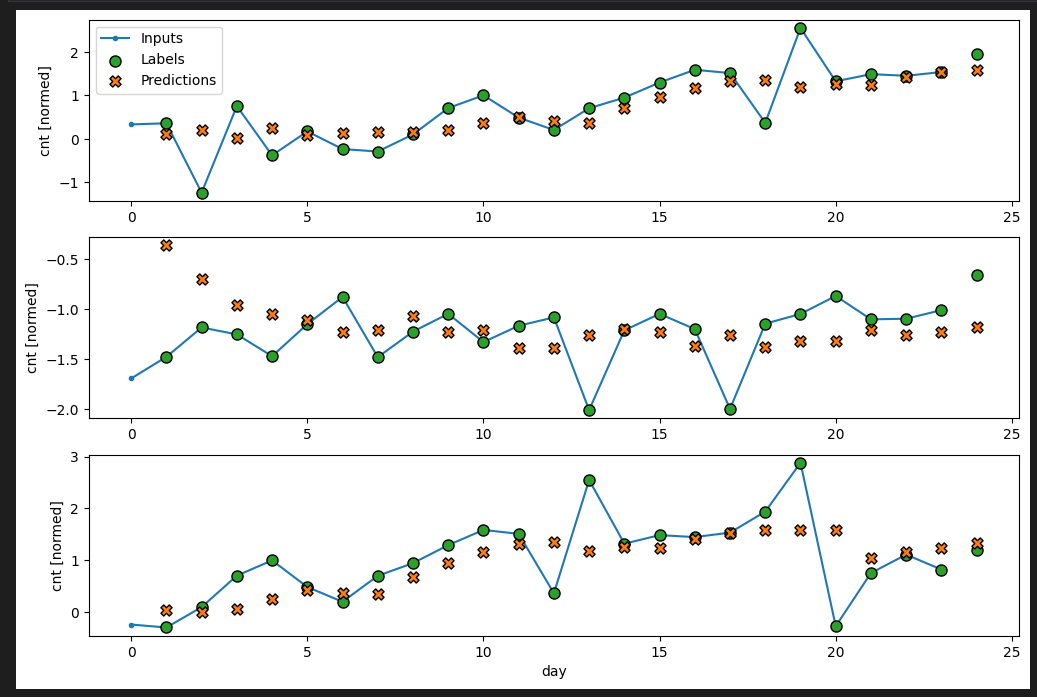 Inputs
Labels
Predictions
cnt [normed]
2
1
0
−1
0 5 10 15 20 25
cnt [normed]
−0.5
−1.0
−1.5
−2.0
0 5 10 15 20 25
cnt [normed]
3
2
1
0
0 5 10 15 20 25
day